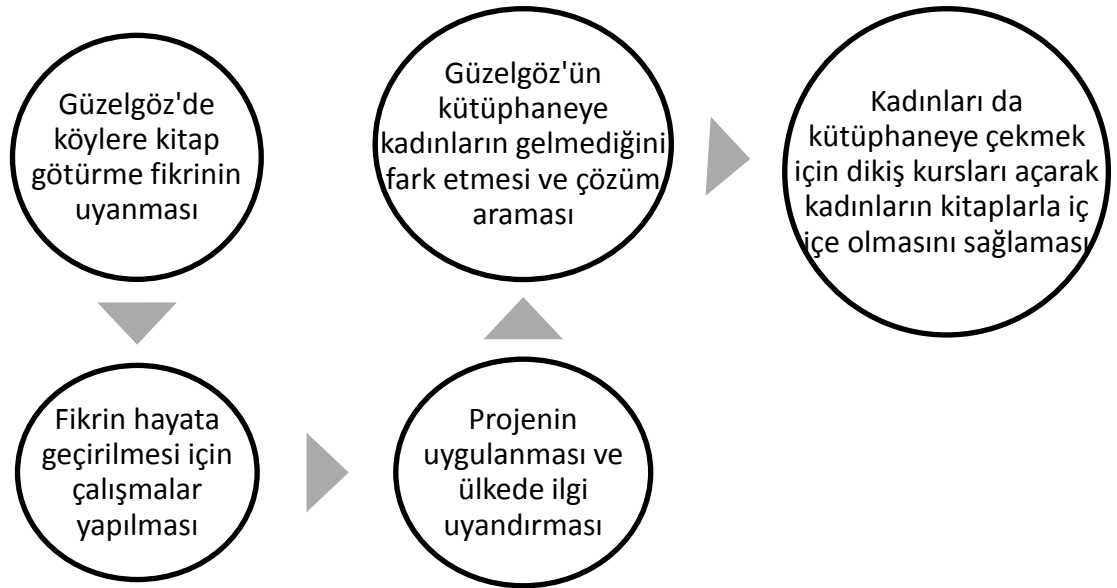 Güzelgöz'de
köylere kitap
götürme fikrinin
uyanması
Fikrin hayata
geçirilmesi için
çalışmalar
yapılması
Projenin
uygulanması ve
ülkede ilgi
uyandırması
Güzelgöz'ün
kütüphaneye
kadınların gelmediğini
fark etmesi ve çözüm
araması
Kadınları da
kütüphaneye çekmek
için dikiş kursları açarak
kadınların kitaplarla iç
içe olmasını sağlaması